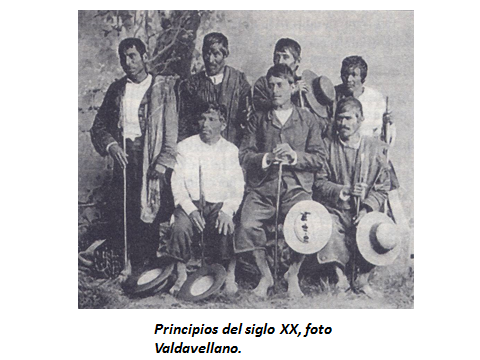 Principios del siglo XX, foto
Valdavellano.